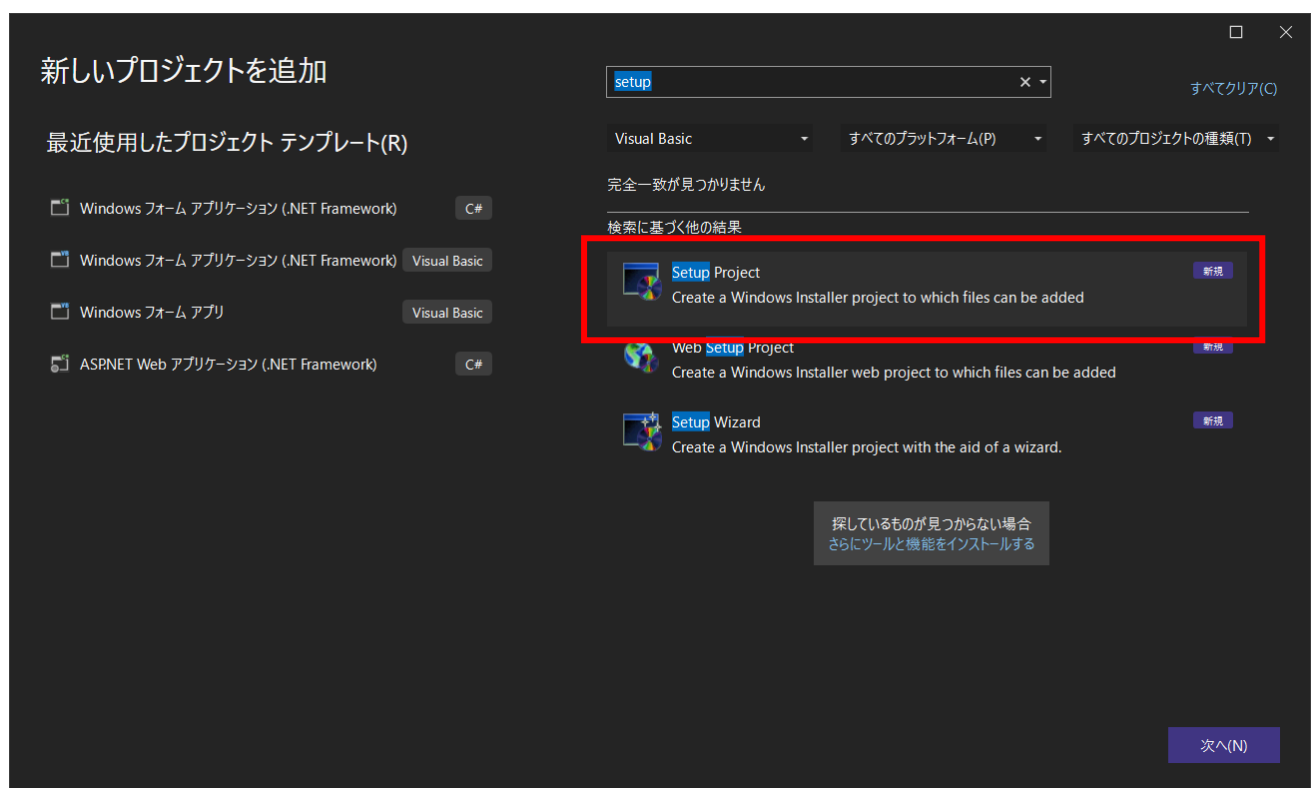 新しいプロジェクトを追加
setup
すべてクリア(C)
最近使用したプロジェクト テンプレート(R)
Visual Basic
すべてのプラットフォーム(P)
すべてのプロジェクトの種類(T)
完全一致が見つかりません
Windows フォーム アプリケーション (.NET Framework) C#
Windows フォーム アプリケーション (.NET Framework) Visual Basic
Windows フォーム アプリ Visual Basic
ASP.NET Web アプリケーション (.NET Framework) C#
検索に基づく他の結果
Setup Project 新規
Create a Windows Installer project to which files can be added
Web Setup Project 新規
Create a Windows Installer web project to which files can be added
Setup Wizard 新規
Create a Windows Installer project with the aid of a wizard.
探しているものが見つからない場合
さらにツールと機能をインストールする
次へ(N)